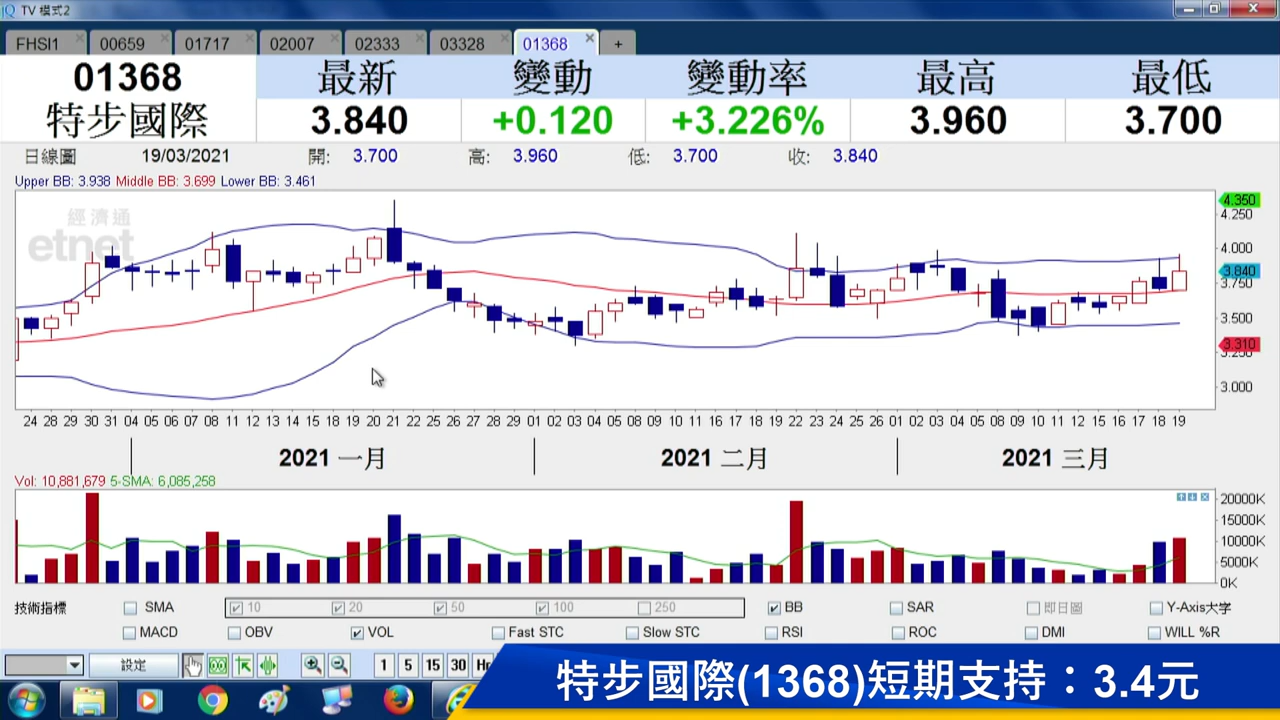 TV 模式2
FHSI1 00659 01717 02007 02333 03328 01368 +
01368 最新 變動 變動率 最高 最低
特步國際 3.840 +0.120 +3.226% 3.960 3.700
日線圖 19/03/2021 開: 3.700 高: 3.960 低: 3.700 收: 3.840
Upper BB: 3.938 Middle BB: 3.699 Lower BB: 3.461
經濟通
etnet
4.350
4.250
4.000
3.840
3.750
3.500
3.310
3.250
3.000
24 28 29 30 31 04 05 06 07 08 11 12 13 14 15 18 19 20 21 22 25 26 27 28 29 01 02 03 04 05 08 09 10 11 16 17 18 19 22 23 24 25 26 01 02 03 04 05 08 09 10 11 12 15 16 17 18 19
2021 一月 2021 二月 2021 三月
Vol: 10,881,679 5-SMA: 6,085,258
20000K
15000K
10000K
5000K
0K
技術指標 SMA 10 20 50 100 250 BB SAR 即日圖 Y-Axis大字
MACD OBV VOL Fast STC Slow STC RSI ROC DMI WILL %R
設定 1 5 15 30 Hr
特步國際(1368)短期支持：3.4元